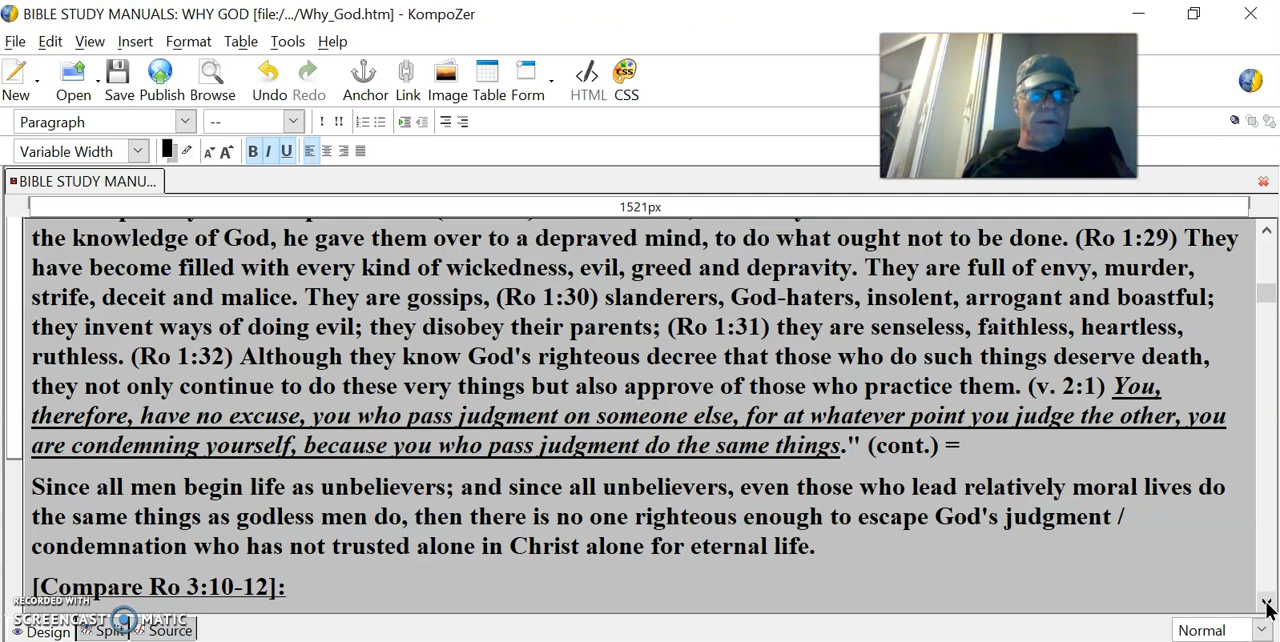 BIBLE STUDY MANUALS: WHY GOD [file:/.../Why_God.htm] - KompoZer
File Edit View Insert Format Table Tools Help
New Open Save Publish Browse Undo Redo Anchor Link Image Table Form HTML CSS
Paragraph -- ! !!
Variable Width A A B I U
BIBLE STUDY MANU...
1521px
the knowledge of God, he gave them over to a depraved mind, to do what ought not to be done. (Ro 1:29) They
have become filled with every kind of wickedness, evil, greed and depravity. They are full of envy, murder,
strife, deceit and malice. They are gossips, (Ro 1:30) slanderers, God-haters, insolent, arrogant and boastful;
they invent ways of doing evil; they disobey their parents; (Ro 1:31) they are senseless, faithless, heartless,
ruthless. (Ro 1:32) Although they know God's righteous decree that those who do such things deserve death,
they not only continue to do these very things but also approve of those who practice them. (v. 2:1) You,
therefore, have no excuse, you who pass judgment on someone else, for at whatever point you judge the other, you
are condemning yourself, because you who pass judgment do the same things." (cont.) =
Since all men begin life as unbelievers; and since all unbelievers, even those who lead relatively moral lives do
the same things as godless men do, then there is no one righteous enough to escape God's judgment /
condemnation who has not trusted alone in Christ alone for eternal life.
[Compare Ro 3:10-12]:
RECORDED WITH
SCREENCAST MATIC
Design Split Source Normal